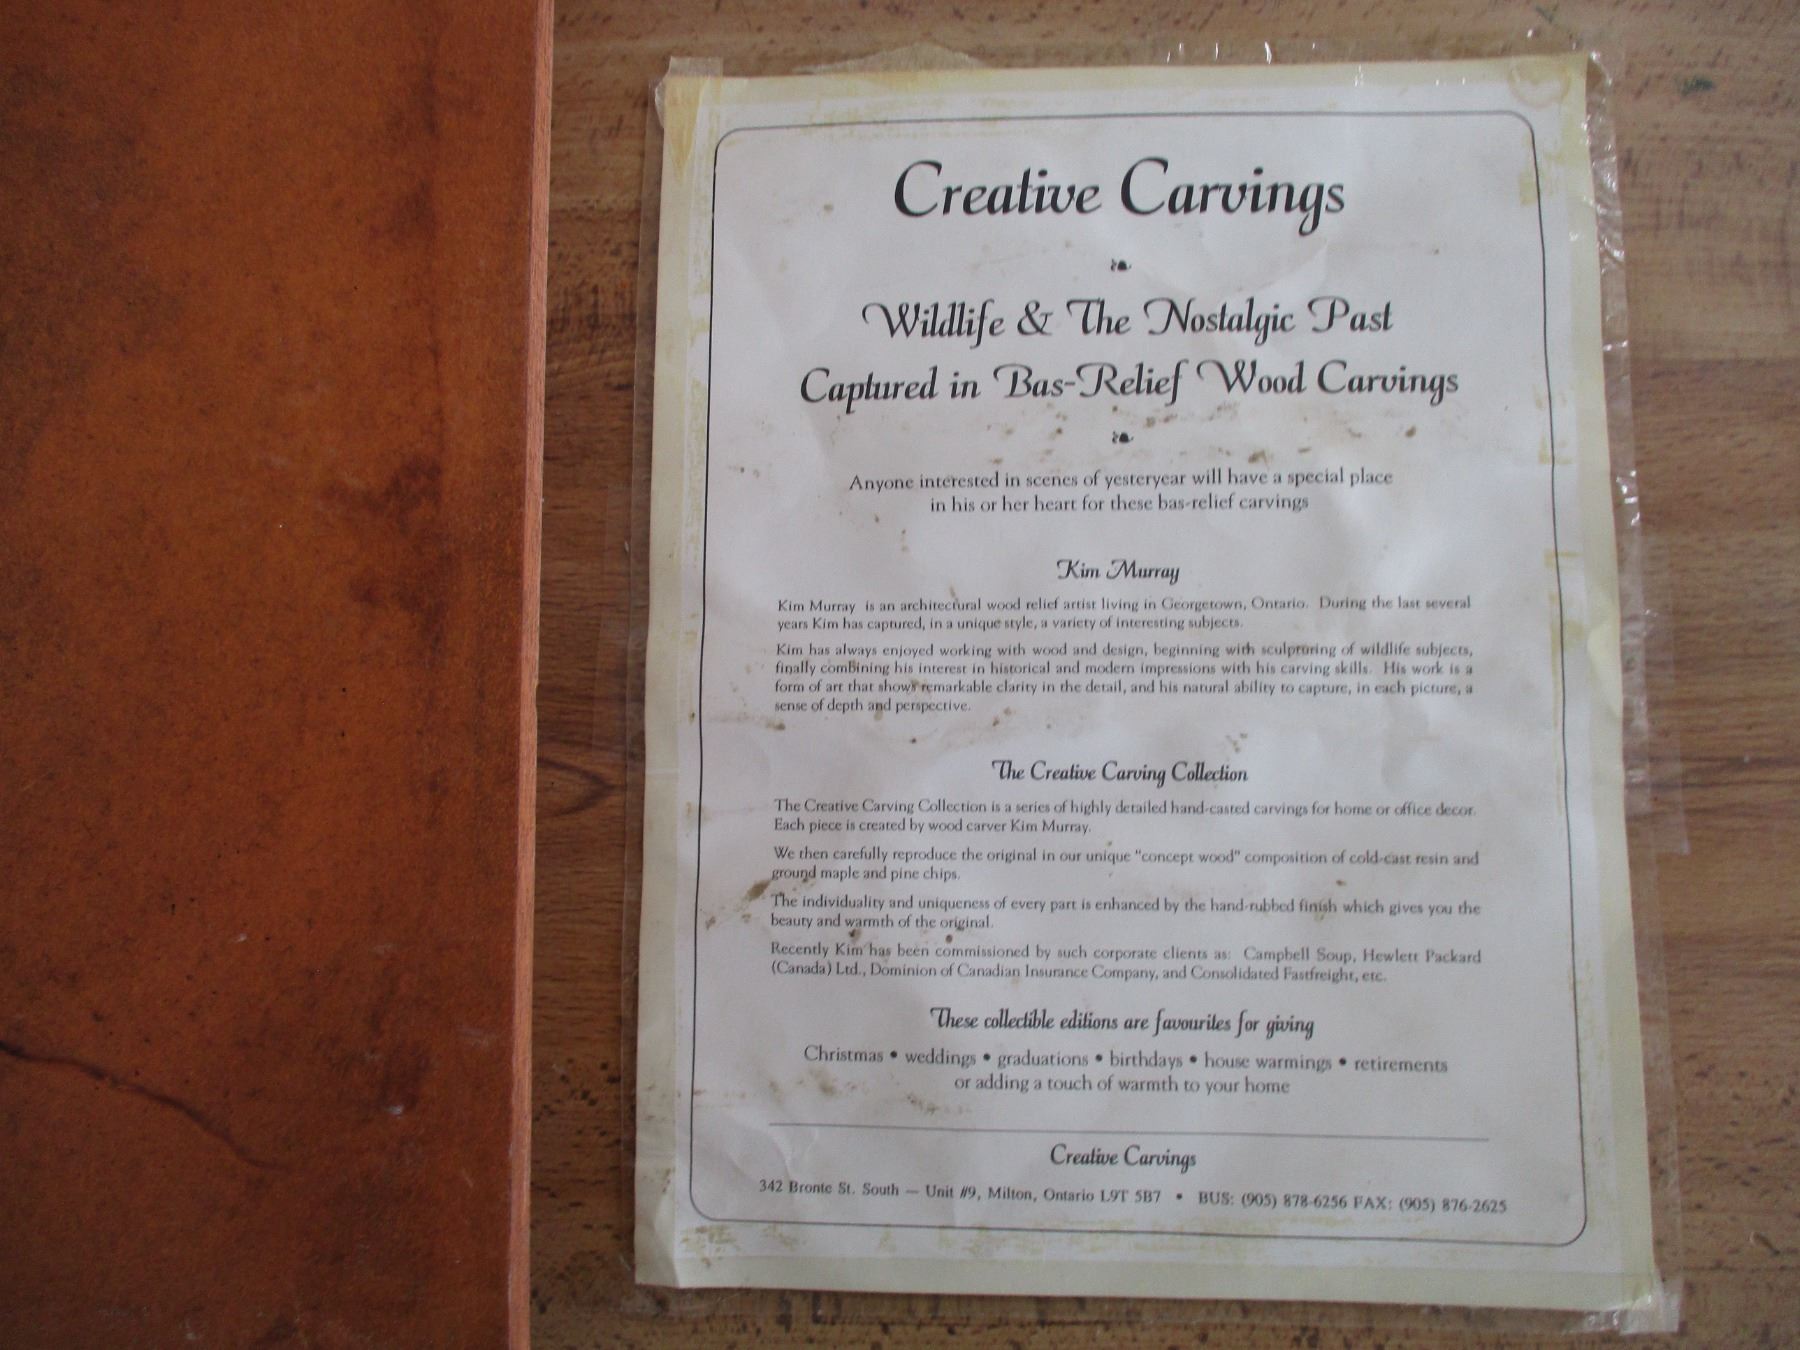 Creative Carvings
Wildlife & The Nostalgic Past
Captured in Bas-Relief Wood Carvings
Anyone interested in scenes of yesteryear will have a special place
in his or her heart for these bas-relief carvings
Kim Murray
Kim Murray is an architectural wood relief artist living in Georgetown, Ontario. During the last several
years Kim has captured, in a unique style, a variety of interesting subjects.
Kim has always enjoyed working with wood and design, beginning with sculpturing of wildlife subjects,
finally combining his interest in historical and modern impressions with his carving skills. His work is a
form of art that shows remarkable clarity in the detail, and his natural ability to capture, in each picture, a
sense of depth and perspective.
The Creative Carving Collection
The Creative Carving Collection is a series of highly detailed hand-casted carvings for home or office decor.
Each piece is created by wood carver Kim Murray.
We then carefully reproduce the original in our unique "concept wood" composition of cold-cast resin and
ground maple and pine chips.
The individuality and uniqueness of every part is enhanced by the hand-rubbed finish which gives you the
beauty and warmth of the original.
Recently Kim has been commissioned by such corporate clients as: Campbell Soup, Hewlett Packard
(Canada) Ltd., Dominion of Canadian Insurance Company, and Consolidated Fastfreight, etc.
These collectible editions are favourites for giving
Christmas • weddings • graduations • birthdays • house warmings • retirements
or adding a touch of warmth to your home
Creative Carvings
342 Bronte St. South — Unit #9, Milton, Ontario L9T 5B7 • BUS: (905) 878-6256 FAX: (905) 876-2625